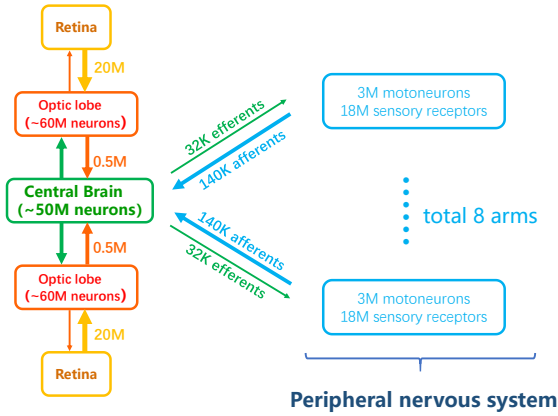 Retina
20M
Optic lobe
(~60M neurons)
0.5M
Central Brain
(~50M neurons)
0.5M
Optic lobe
(~60M neurons)
20M
Retina
32K efferents
140K afferents
140K afferents
32K efferents
3M motoneurons
18M sensory receptors
total 8 arms
3M motoneurons
18M sensory receptors
Peripheral nervous system